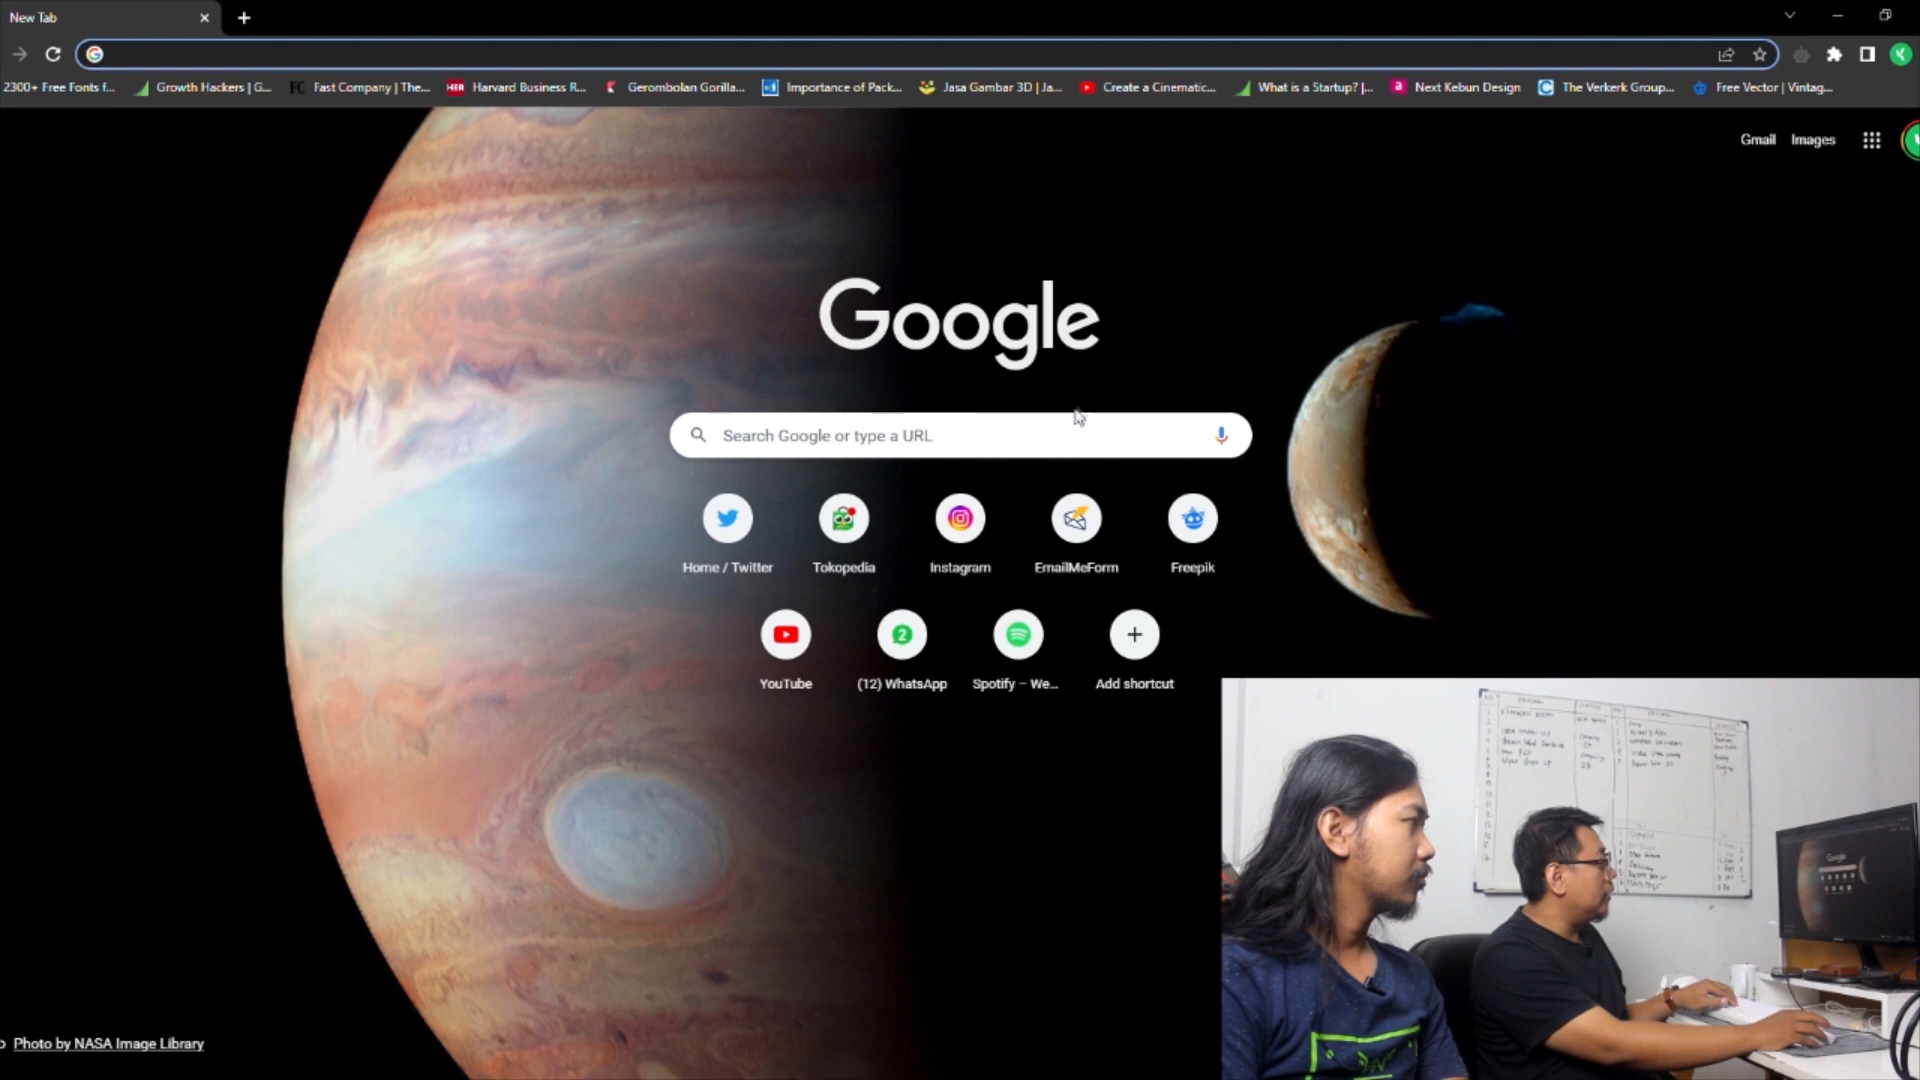 New Tab
2300+ Free Fonts f...
Growth Hackers | G...
FC
Fast Company | The...
HBR
Harvard Business R...
Gerombolan Gorilla...
Importance of Pack...
Jasa Gambar 3D | Ja...
Create a Cinematic...
What is a Startup? |...
Next Kebun Design
The Verkerk Group...
Free Vector | Vintag...
Gmail
Images
Google
Search Google or type a URL
Home / Twitter
Tokopedia
Instagram
EmailMeForm
Freepik
2
YouTube
(12) WhatsApp
Spotify – We...
Add shortcut
Photo by NASA Image Library